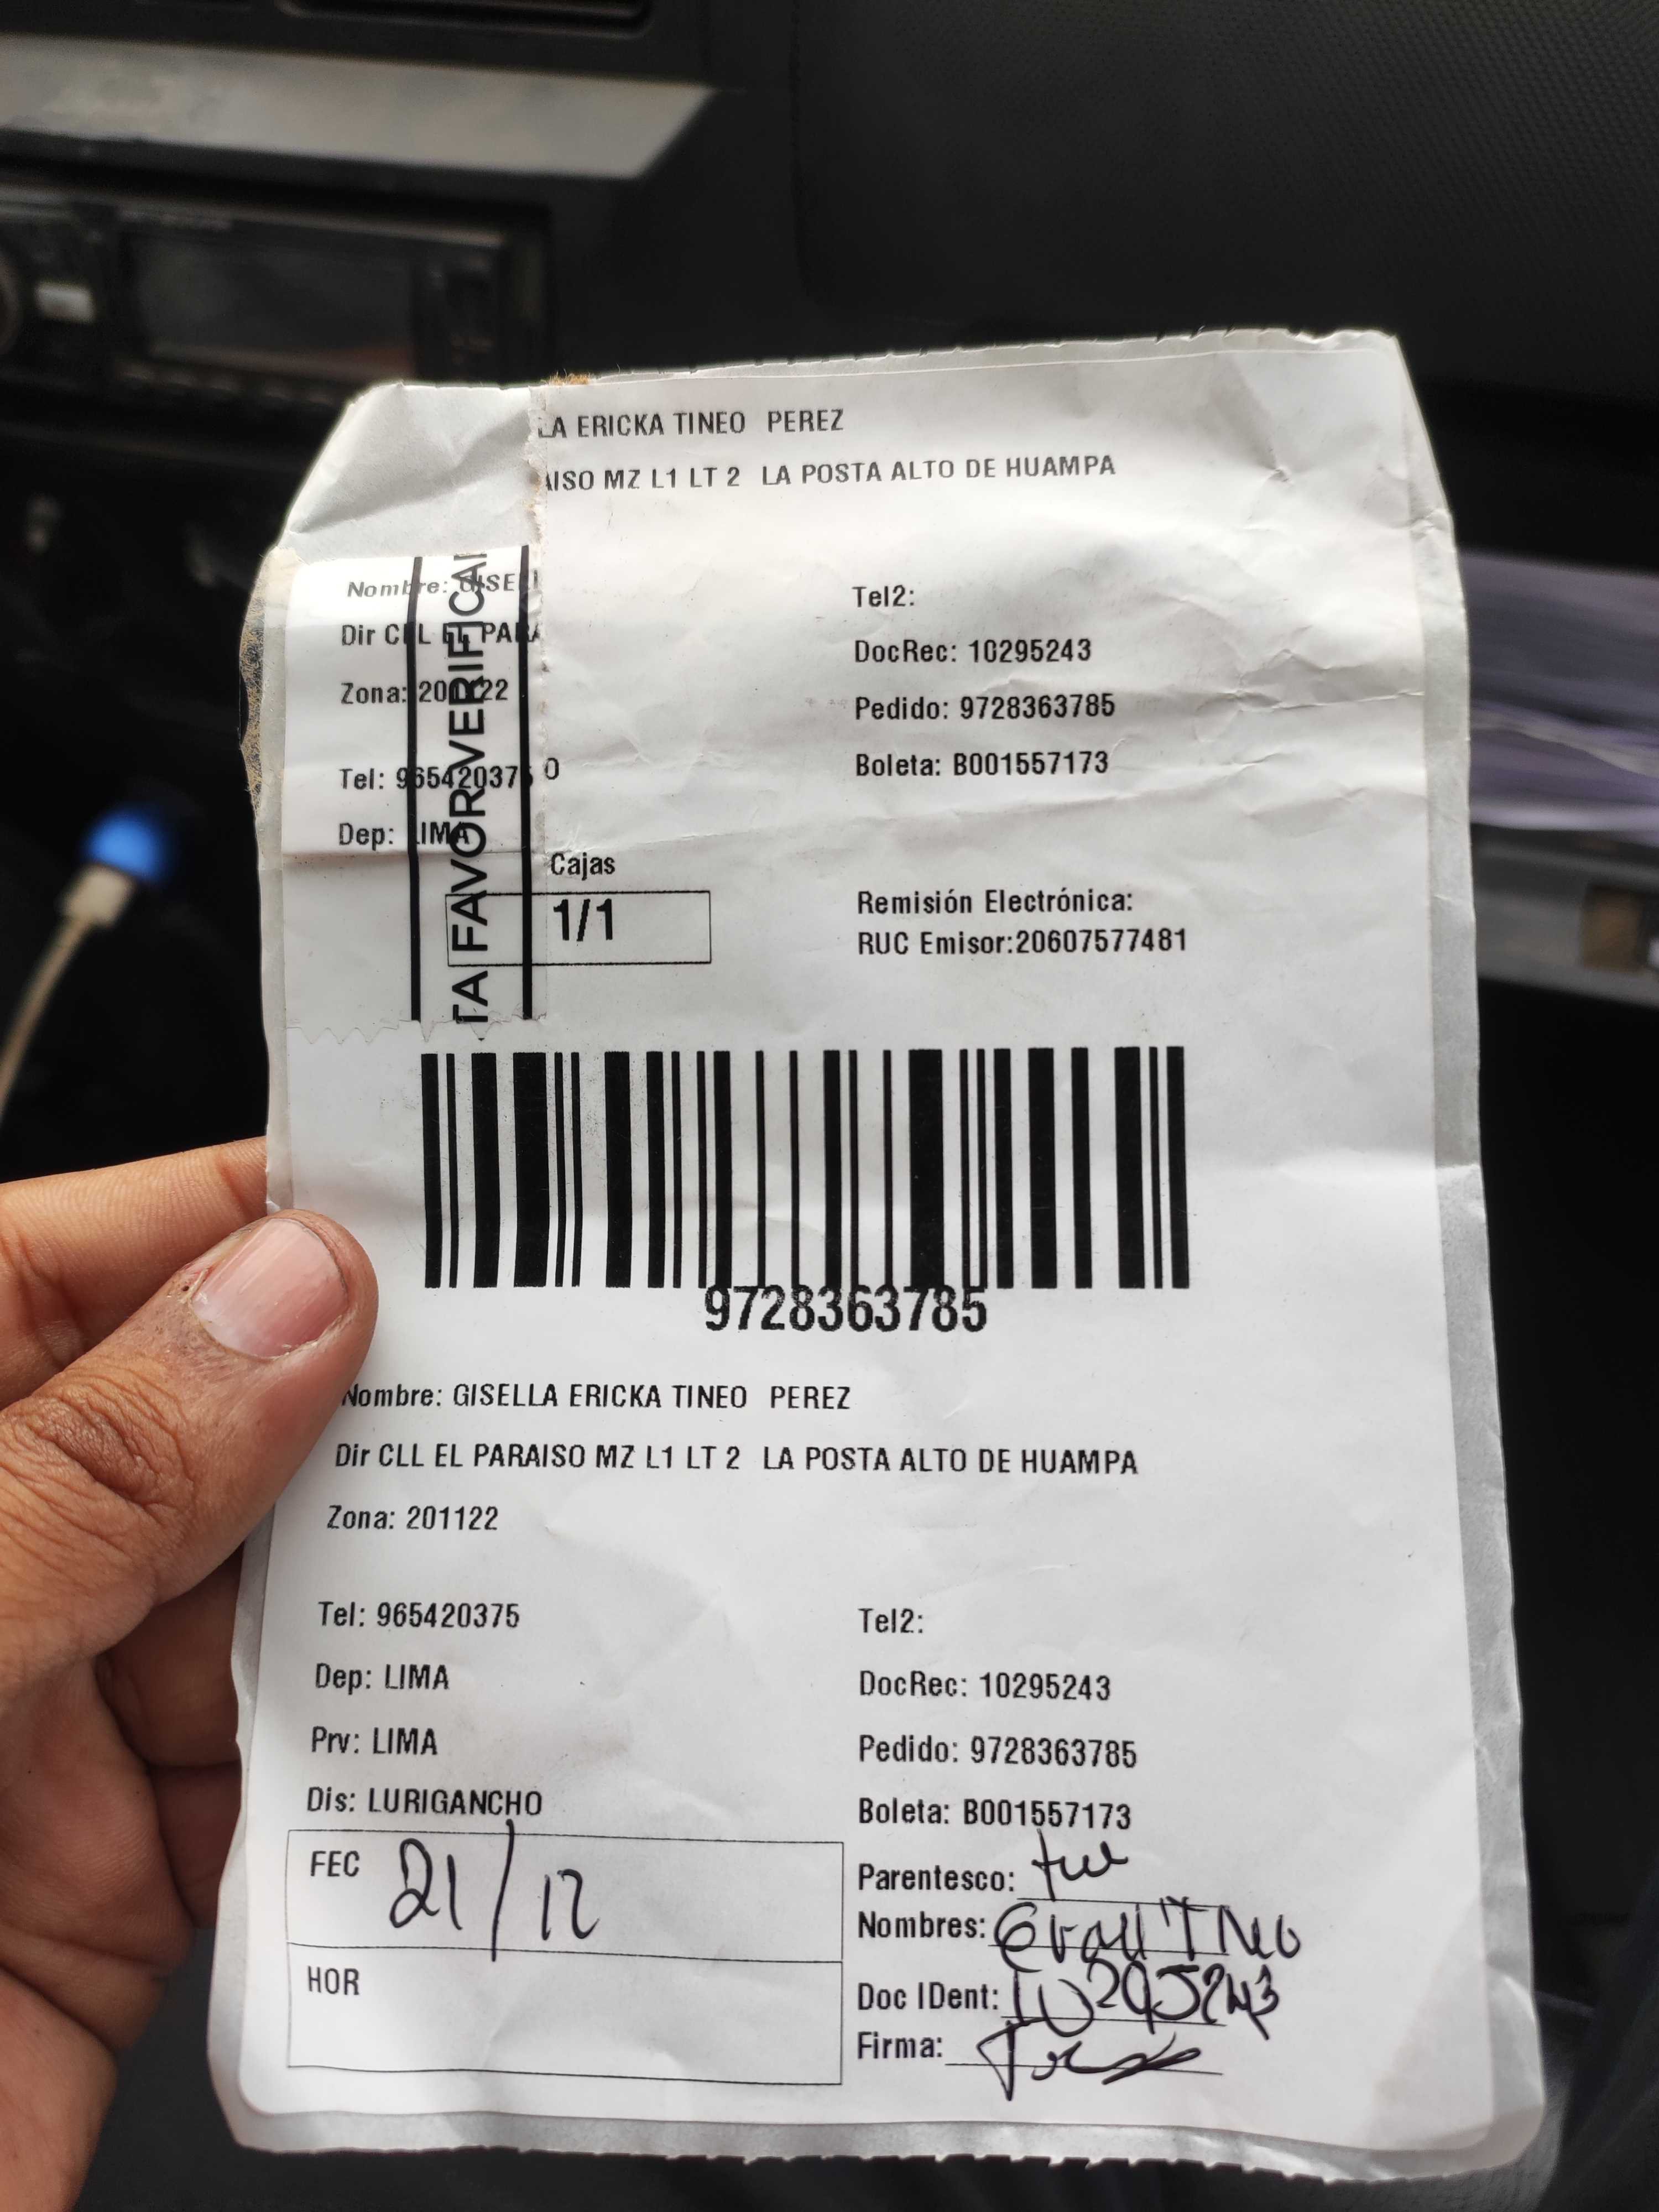 LA ERICKA TINEO PEREZ
AISO MZ L1 LT 2 LA POSTA ALTO DE HUAMPA
Nombre: GISEL
Dir CLL EL PARA
Zona: 201122
Tel: 965420375 O
Dep: LIMA
TA FAVOR VERIFICAR
Tel2:
DocRec: 10295243
Pedido: 9728363785
Boleta: B001557173
Cajas
1/1
Remisión Electrónica:
RUC Emisor:20607577481
9728363785
Nombre: GISELLA ERICKA TINEO PEREZ
Dir CLL EL PARAISO MZ L1 LT 2 LA POSTA ALTO DE HUAMPA
Zona: 201122
Tel: 965420375
Dep: LIMA
Prv: LIMA
Dis: LURIGANCHO
FEC 21/12
HOR
Tel2:
DocRec: 10295243
Pedido: 9728363785
Boleta: B001557173
Parentesco:
Nombres:
Doc IDent: 10295243
Firma: